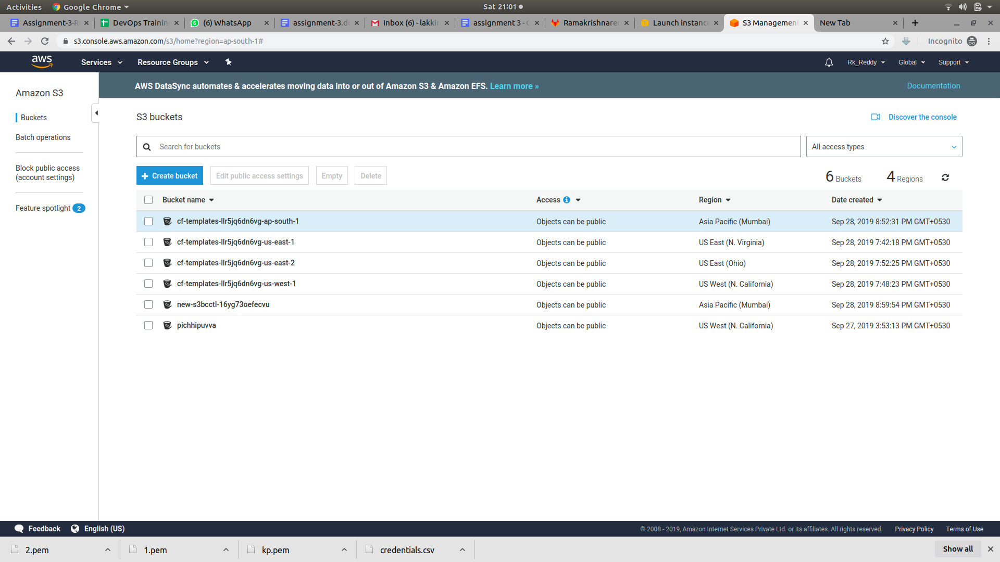 Activities Google Chrome Sat 21:01
Assignment-3-R DevOps Training (6) WhatsApp assignment-3.d Inbox (6) - lakkir assignment 3 - Ramakrishnared Launch instance S3 Management New Tab
s3.console.aws.amazon.com/s3/home?region=ap-south-1# Incognito
aws Services Resource Groups Rk_Reddy Global Support
AWS DataSync automates & accelerates moving data into or out of Amazon S3 & Amazon EFS. Learn more » Documentation
Amazon S3
Buckets
Batch operations
Block public access
(account settings)
Feature spotlight 2
S3 buckets Discover the console
Search for buckets All access types
Create bucket Edit public access settings Empty Delete 6 Buckets 4 Regions
Bucket name Access Region Date created
cf-templates-llr5jq6dn6vg-ap-south-1 Objects can be public Asia Pacific (Mumbai) Sep 28, 2019 8:52:31 PM GMT+0530
cf-templates-llr5jq6dn6vg-us-east-1 Objects can be public US East (N. Virginia) Sep 28, 2019 7:42:18 PM GMT+0530
cf-templates-llr5jq6dn6vg-us-east-2 Objects can be public US East (Ohio) Sep 28, 2019 7:52:25 PM GMT+0530
cf-templates-llr5jq6dn6vg-us-west-1 Objects can be public US West (N. California) Sep 28, 2019 7:48:23 PM GMT+0530
new-s3bcctl-16yg73oefecvu Objects can be public Asia Pacific (Mumbai) Sep 28, 2019 8:59:54 PM GMT+0530
pichhipuvva Objects can be public US West (N. California) Sep 27, 2019 3:53:13 PM GMT+0530
Feedback English (US) © 2008 - 2019, Amazon Internet Services Private Ltd. or its affiliates. All rights reserved. Privacy Policy Terms of Use
2.pem 1.pem kp.pem credentials.csv Show all